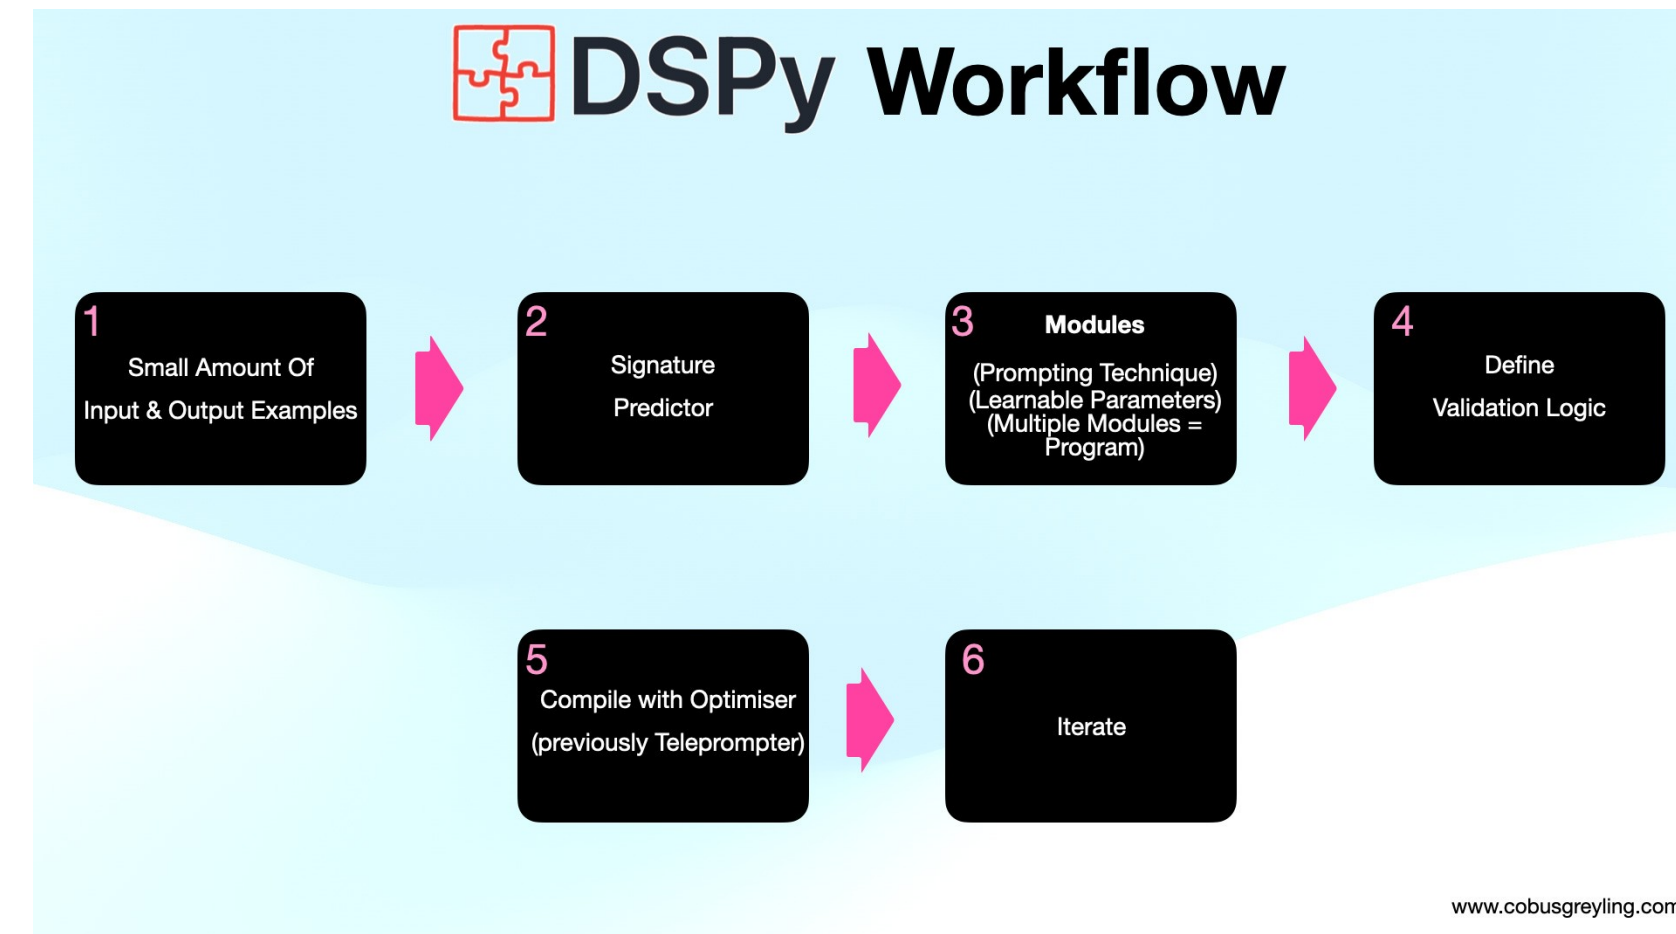 DSPy Workflow
1
Small Amount Of
Input & Output Examples
2
Signature
Predictor
3
Modules
(Prompting Technique)
(Learnable Parameters)
(Multiple Modules =
Program)
4
Define
Validation Logic
5
Compile with Optimiser
(previously Teleprompter)
6
Iterate
www.cobusgreyling.com